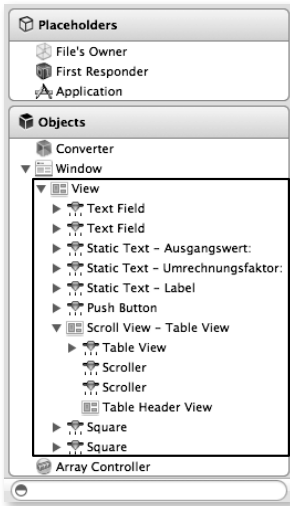 Placeholders
File's Owner
First Responder
Application
Objects
Converter
Window
View
Text Field
Text Field
Static Text – Ausgangswert:
Static Text – Umrechnungsfaktor:
Static Text – Label
Push Button
Scroll View – Table View
Table View
Scroller
Scroller
Table Header View
Square
Square
Array Controller